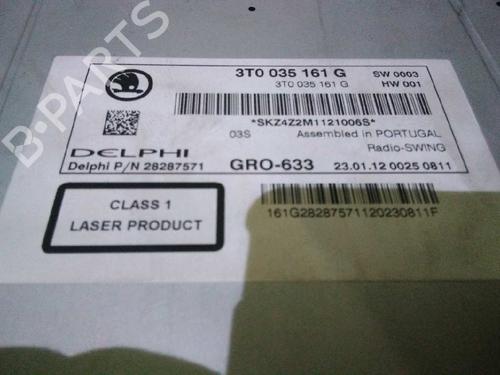 3T0 035 161 G SW 0003
3T0 035 161 G HW 001
*SKZ4Z2M1121006S*
03S Assembled in PORTUGAL
Radio-SWING
DELPHI
Delphi P/N 28287571 GRO-633 23.01.12 0025 0811
CLASS 1
LASER PRODUCT
161G28287571120230811F
B-PARTS